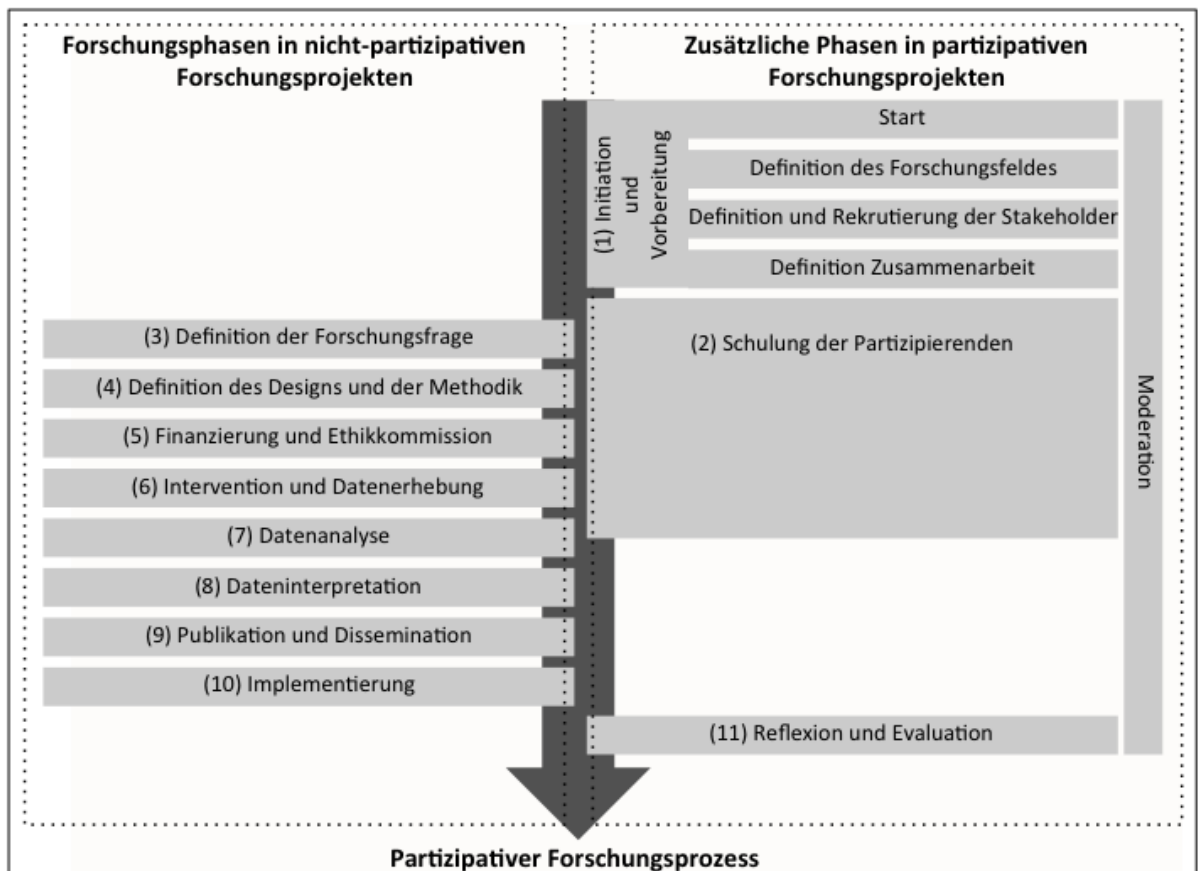 Forschungsphasen in nicht-partizipativen
Forschungsprojekten
Zusätzliche Phasen in partizipativen
Forschungsprojekten
(1) Initiation
und
Vorbereitung
Start
Definition des Forschungsfeldes
Definition und Rekrutierung der Stakeholder
Definition Zusammenarbeit
(2) Schulung der Partizipierenden
Moderation
(3) Definition der Forschungsfrage
(4) Definition des Designs und der Methodik
(5) Finanzierung und Ethikkommission
(6) Intervention und Datenerhebung
(7) Datenanalyse
(8) Dateninterpretation
(9) Publikation und Dissemination
(10) Implementierung
(11) Reflexion und Evaluation
Partizipativer Forschungsprozess